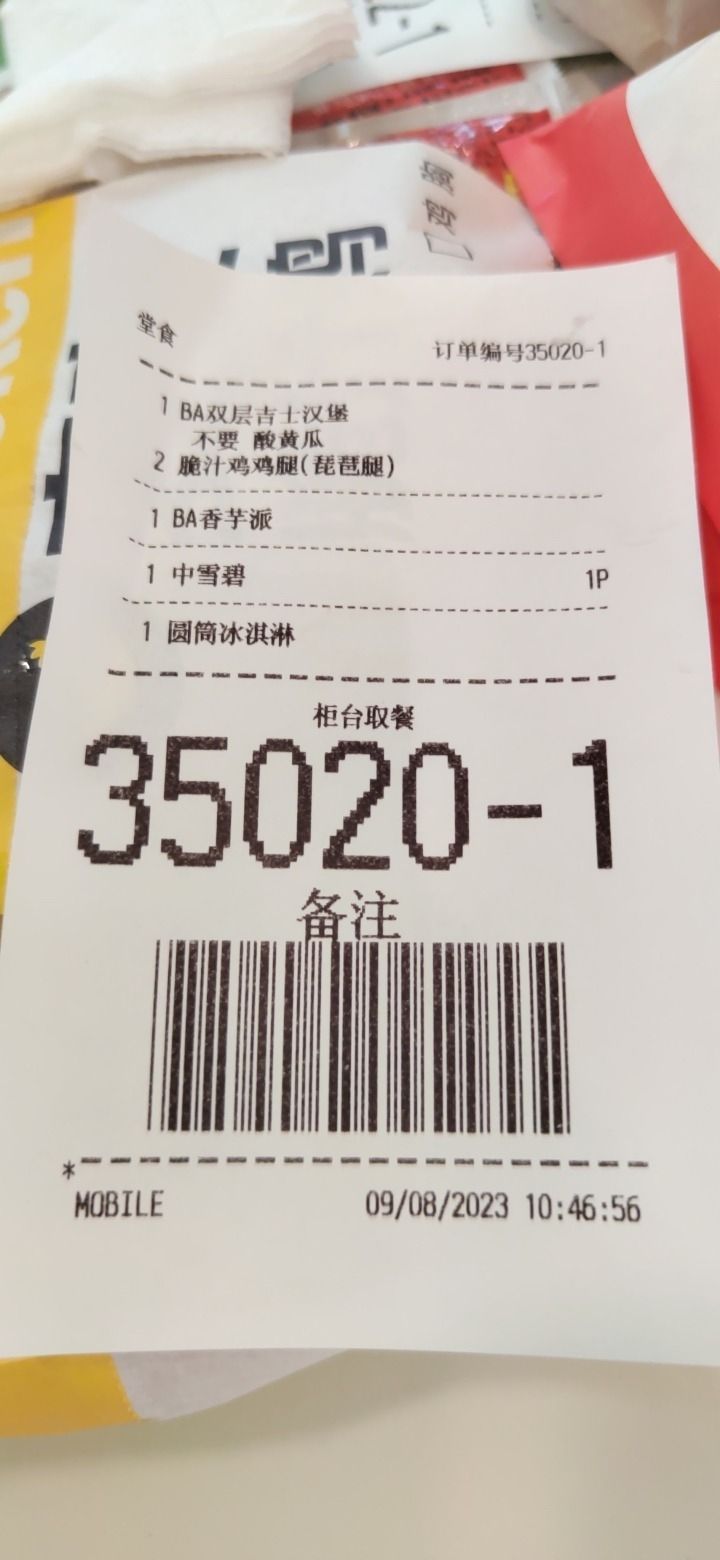 堂食
订单编号35020-1
1 BA双层吉士汉堡
不要 酸黄瓜
2 脆汁鸡鸡腿(琵琶腿)
1 BA香芋派
1 中雪碧 1P
1 圆筒冰淇淋
柜台取餐
35020-1
备注
*
MOBILE 09/08/2023 10:46:56